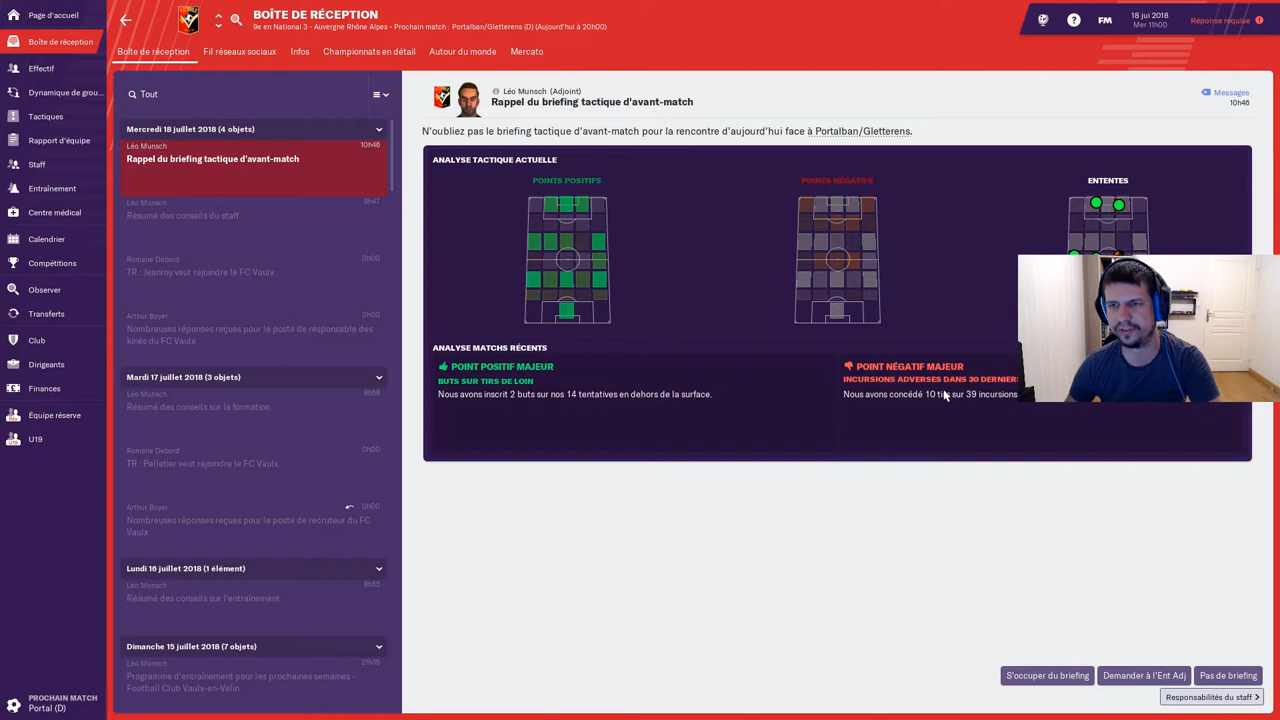 Page d'accueil
Boîte de réception
Effectif
Dynamique de grou...
Tactiques
Rapport d'équipe
Staff
Entraînement
Centre médical
Calendrier
Compétitions
Observer
Transferts
Club
Dirigeants
Finances
Équipe réserve
U19
PROCHAIN MATCH
Portal (D)
BOÎTE DE RÉCEPTION
9e en National 3 - Auvergne Rhône Alpes - Prochain match : Portalban/Gletterens (D) (Aujourd'hui à 20h00)
FM
18 jui 2018
Mer 11h00
Réponse requise
Boîte de réception
Fil réseaux sociaux
Infos
Championnats en détail
Autour du monde
Mercato
Tout
Mercredi 18 juillet 2018 (4 objets)
Léo Munsch 10h46
Rappel du briefing tactique d'avant-match
Léo Munsch 8h47
Résumé des conseils du staff
Romane Debord 0h00
TR : Jeanroy veut rejoindre le FC Vaulx
Arthur Boyer 0h00
Nombreuses réponses reçues pour le poste de responsable des
kinés du FC Vaulx
Mardi 17 juillet 2018 (3 objets)
Léo Munsch 8h58
Résumé des conseils sur la formation
Romane Debord 0h00
TR : Pelletier veut rejoindre le FC Vaulx
Arthur Boyer 0h00
Nombreuses réponses reçues pour le poste de recruteur du FC
Vaulx
Lundi 16 juillet 2018 (1 élément)
Léo Munsch 8h55
Résumé des conseils sur l'entraînement
Dimanche 15 juillet 2018 (7 objets)
Léo Munsch 21h35
Programme d'entraînement pour les prochaines semaines -
Football Club Vaulx-en-Velin
Léo Munsch (Adjoint)
Rappel du briefing tactique d'avant-match
Messages
10h46
N'oubliez pas le briefing tactique d'avant-match pour la rencontre d'aujourd'hui face à Portalban/Gletterens.
ANALYSE TACTIQUE ACTUELLE
POINTS POSITIFS
POINTS NÉGATIFS
ENTENTES
ANALYSE MATCHS RÉCENTS
POINT POSITIF MAJEUR
BUTS SUR TIRS DE LOIN
Nous avons inscrit 2 buts sur nos 14 tentatives en dehors de la surface.
POINT NÉGATIF MAJEUR
INCURSIONS ADVERSES DANS 30 DERNIERS
Nous avons concédé 10 tirs sur 39 incursions
S'occuper du briefing
Demander à l'Ent Adj
Pas de briefing
Responsabilités du staff